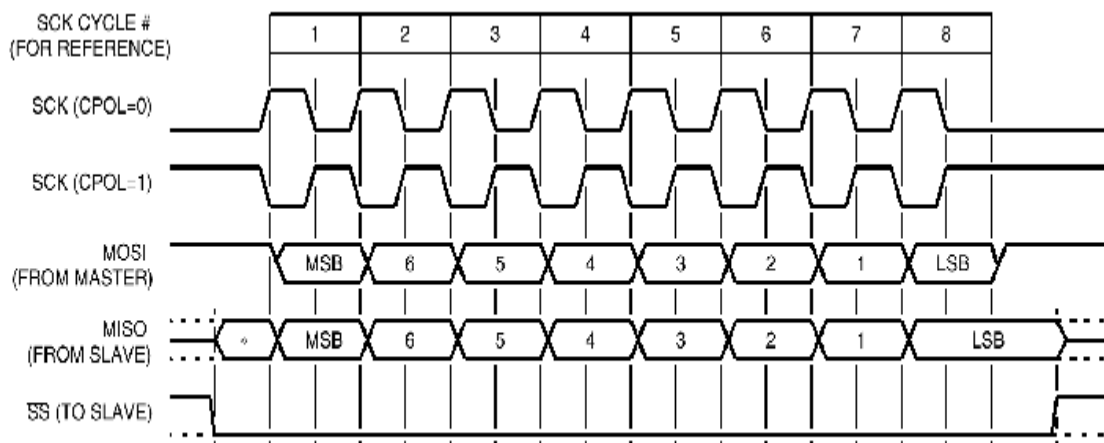 SCK CYCLE # 1 2 3 4 5 6 7 8
(FOR REFERENCE)
SCK (CPOL=0)
SCK (CPOL=1)
MOSI MSB 6 5 4 3 2 1 LSB
(FROM MASTER)
MISO * MSB 6 5 4 3 2 1 LSB
(FROM SLAVE)
SS (TO SLAVE)